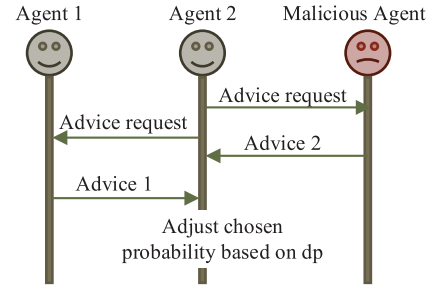 Agent 1
Agent 2
Malicious Agent
Advice request
Advice request
Advice 2
Advice 1
Adjust chosen
probability based on dp